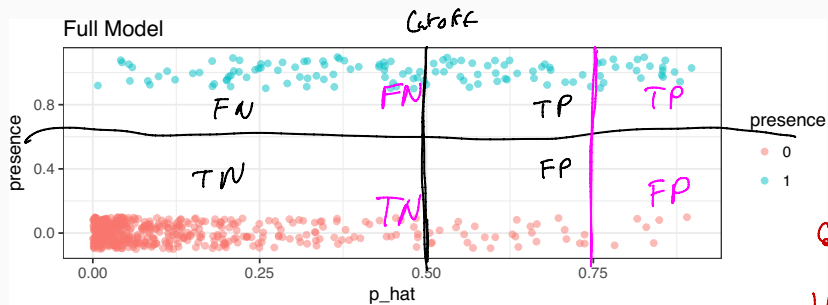 Cutoff
Full Model
FN
FN
TP
TP
TN
TN
FP
FP
0.8
0.4
0.0
presence
0.00
0.25
0.50
0.75
p_hat
presence
0
1